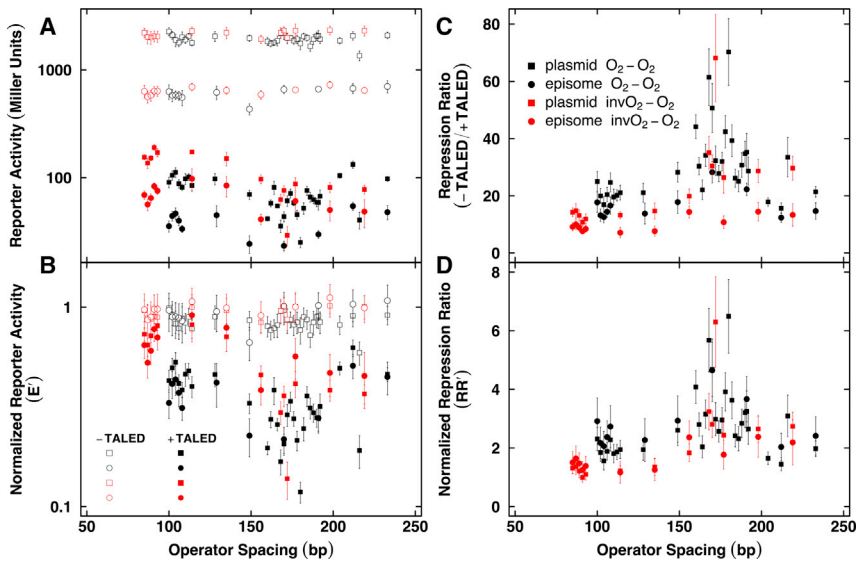 A
Reporter Activity (Miller Units)
1000
100
B
Normalized Reporter Activity
(E′)
1
0.1
−TALED +TALED
50 100 150 200 250
Operator Spacing (bp)
C
Repression Ratio
(−TALED/+TALED)
80
60
40
20
0
plasmid O₂−O₂
episome O₂−O₂
plasmid invO₂−O₂
episome invO₂−O₂
D
Normalized Repression Ratio
(RR′)
8
6
4
2
0
50 100 150 200 250
Operator Spacing (bp)